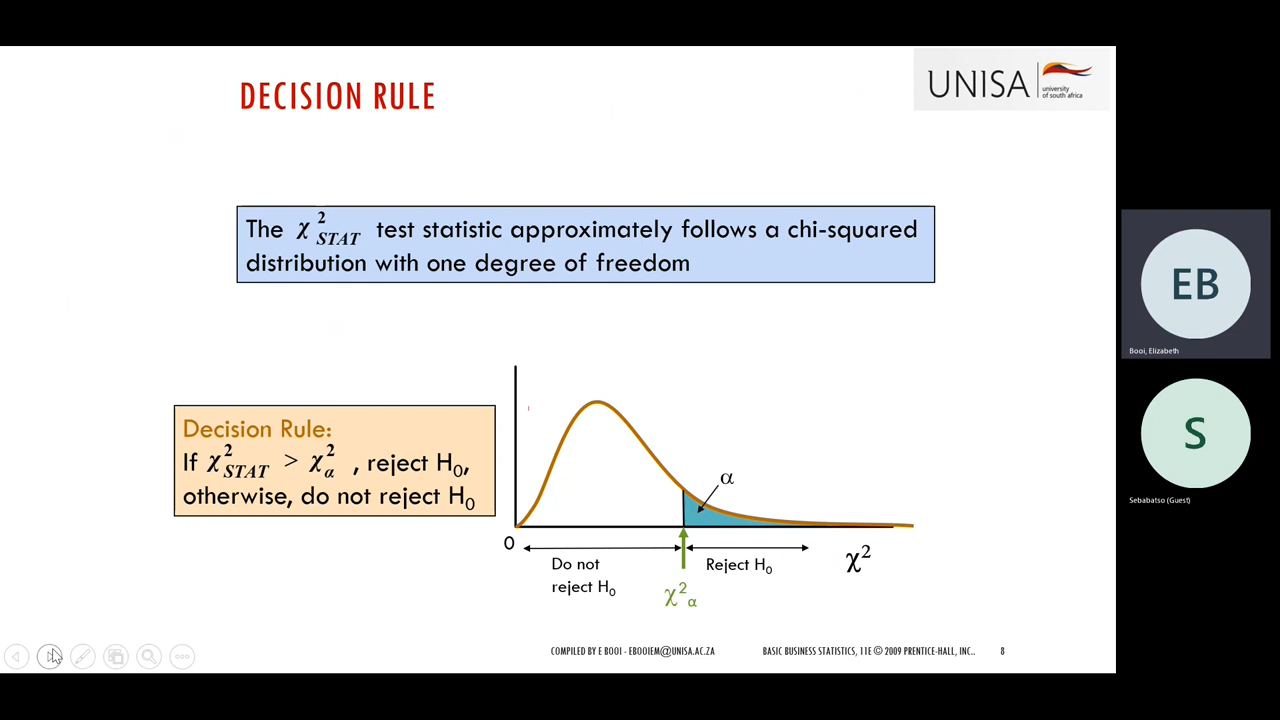 DECISION RULE
UNISA
university
of south africa
The χ²STAT test statistic approximately follows a chi-squared
distribution with one degree of freedom
Decision Rule:
If χ²STAT > χ²α , reject H₀,
otherwise, do not reject H₀
α
0
Do not
reject H₀
Reject H₀
χ²
χ²α
COMPILED BY E BOOI - EBOOIEM@UNISA.AC.ZA
BASIC BUSINESS STATISTICS, 11E © 2009 PRENTICE-HALL, INC..
8
EB
Booi, Elizabeth
S
Sebabatso (Guest)